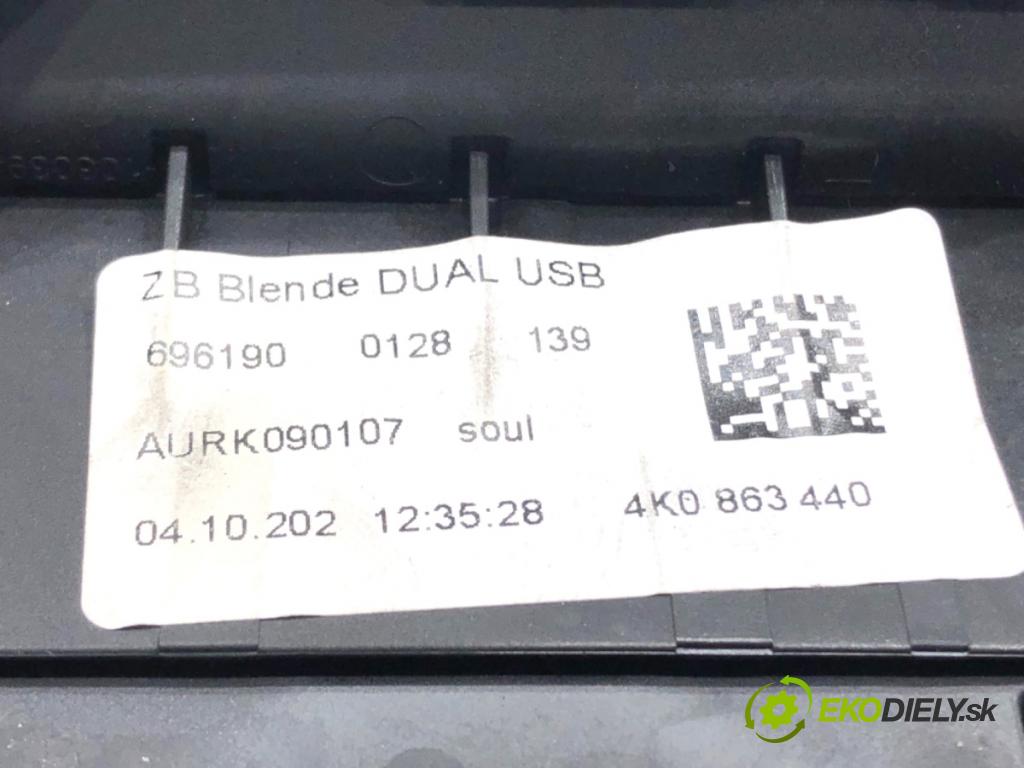 ZB Blende DUAL USB
696190 0128 139
AURK090107 soul
04.10.202 12:35:28 4K0 863 440
EKODIELY.sk